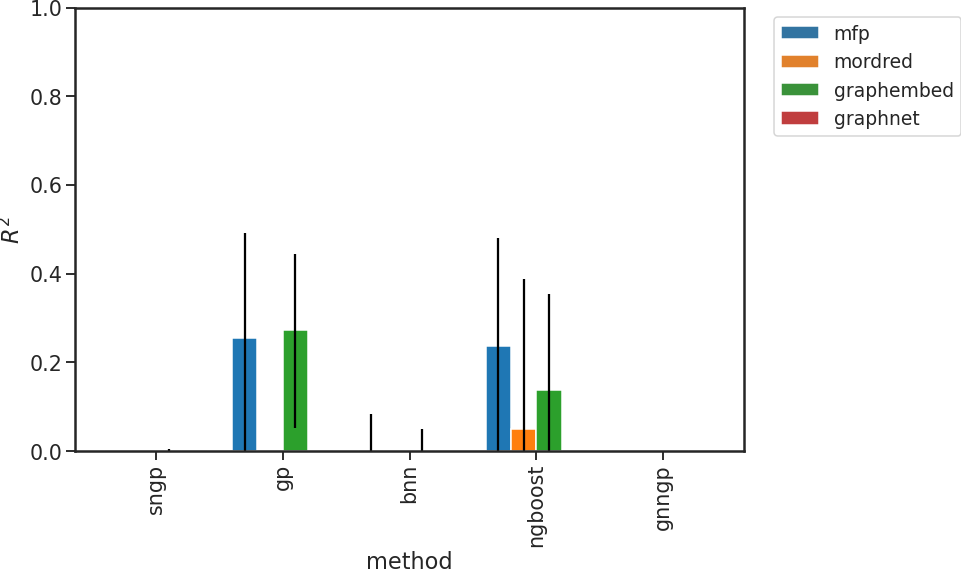 1.0
0.8
0.6
0.4
0.2
0.0
R²
sngp
gp
bnn
ngboost
gnngp
method
mfp
mordred
graphembed
graphnet